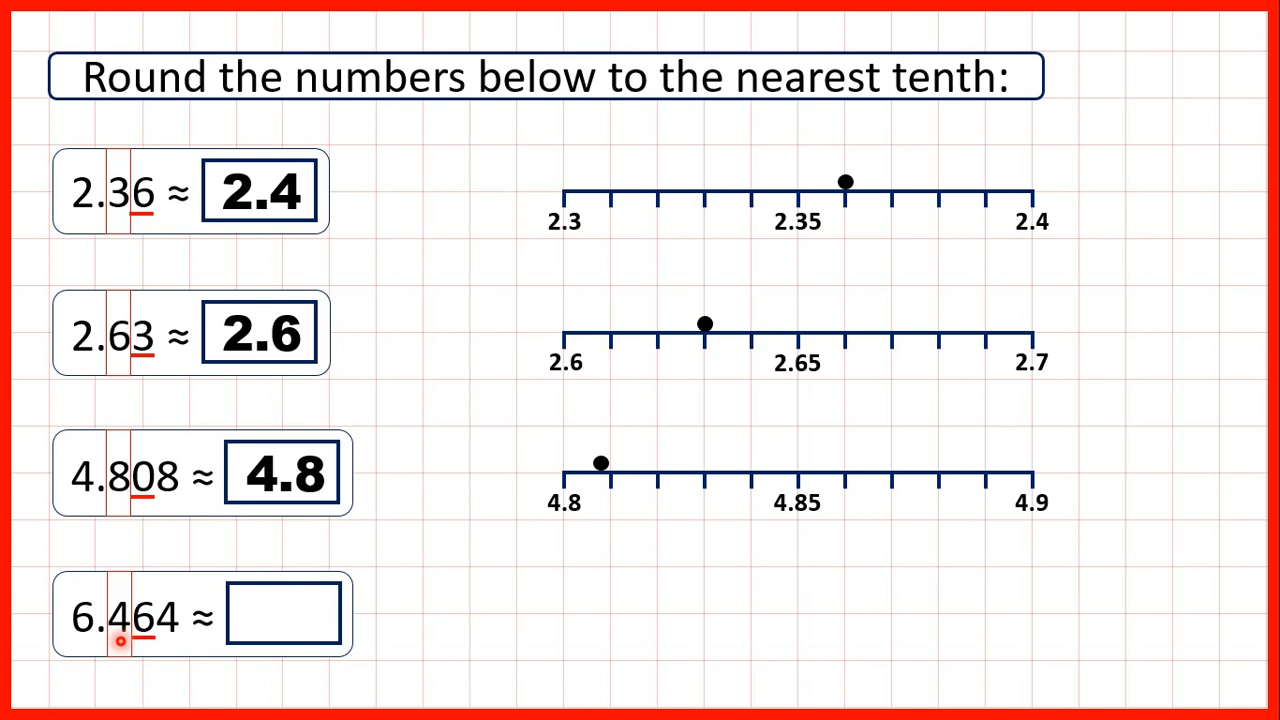 Round the numbers below to the nearest tenth:
2.36 ≈ 2.4
2.3 2.35 2.4
2.63 ≈ 2.6
2.6 2.65 2.7
4.808 ≈ 4.8
4.8 4.85 4.9
6.464 ≈